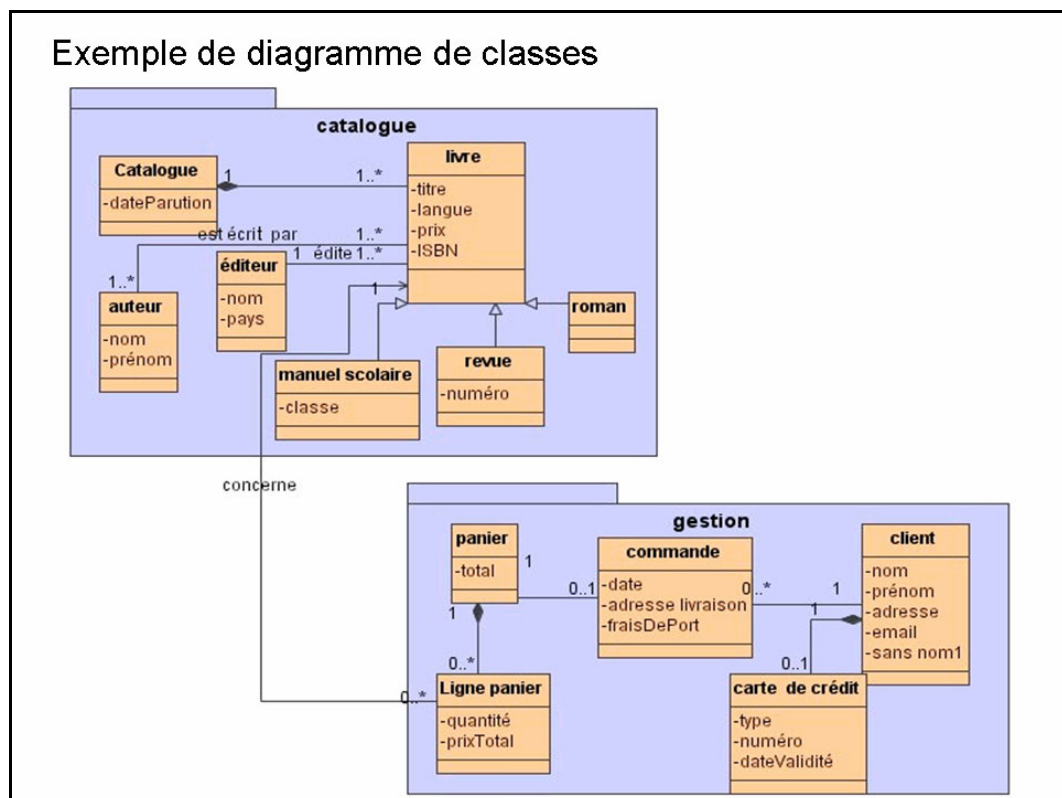 Exemple de diagramme de classes
catalogue
Catalogue
-dateParution
1
1..*
livre
-titre
-langue
-prix
-ISBN
est écrit par
1..*
1..*
auteur
-nom
-prénom
éditeur
-nom
-pays
1
édite
1..*
1
manuel scolaire
-classe
revue
-numéro
roman
concerne
gestion
panier
-total
1
0..1
commande
-date
-adresse livraison
-fraisDePort
0..*
1
client
-nom
-prénom
-adresse
-email
-sans nom1
1
0..*
0..*
Ligne panier
-quantité
-prixTotal
1
0..1
carte de crédit
-type
-numéro
-dateValidité